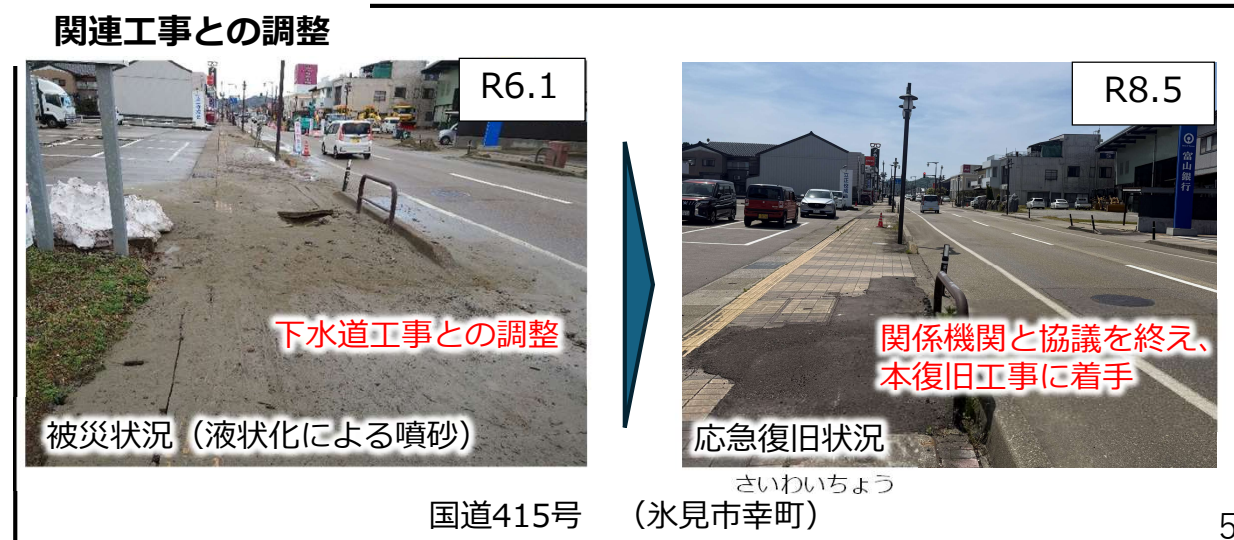 関連工事との調整
R6.1
下水道工事との調整
被災状況（液状化による噴砂）
R8.5
富山銀行
関係機関と協議を終え、
本復旧工事に着手
応急復旧状況
さいわいちょう
国道415号　（氷見市幸町）
5